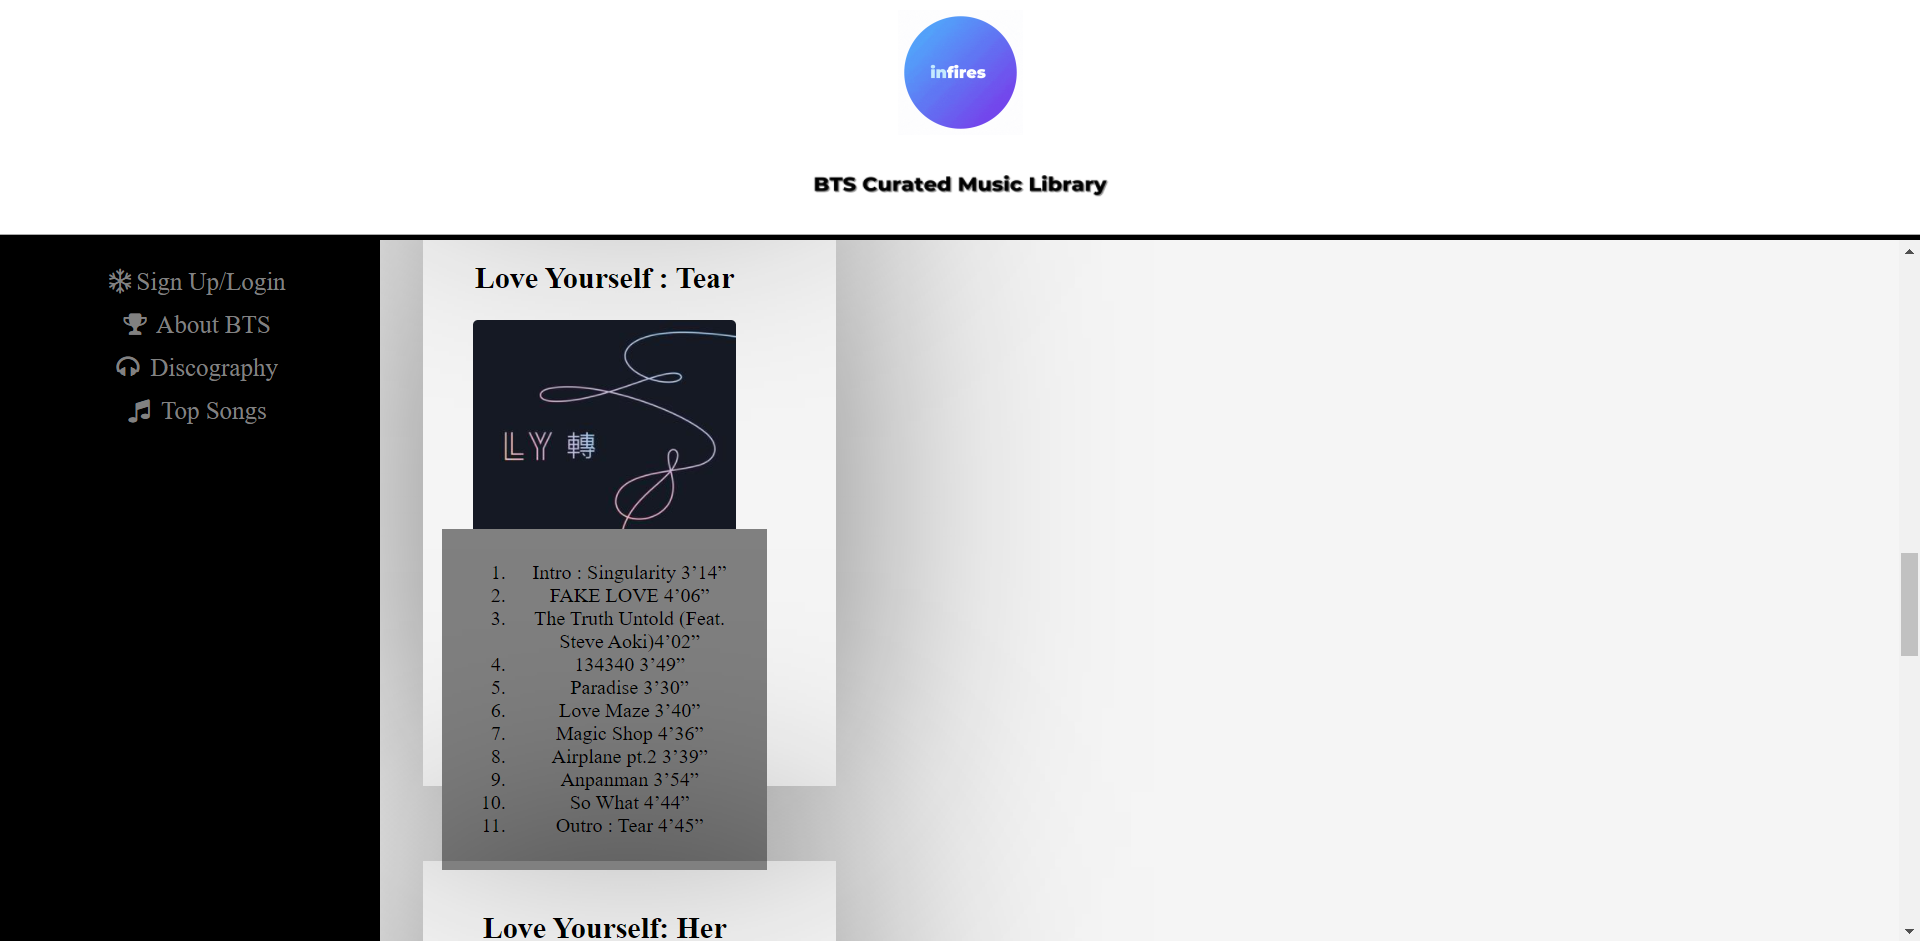 infires
BTS Curated Music Library
Sign Up/Login
About BTS
Discography
Top Songs
Love Yourself : Tear
LY 轉
1. Intro : Singularity 3’14”
2. FAKE LOVE 4’06”
3. The Truth Untold (Feat.
Steve Aoki)4’02”
4. 134340 3’49”
5. Paradise 3’30”
6. Love Maze 3’40”
7. Magic Shop 4’36”
8. Airplane pt.2 3’39”
9. Anpanman 3’54”
10. So What 4’44”
11. Outro : Tear 4’45”
Love Yourself: Her